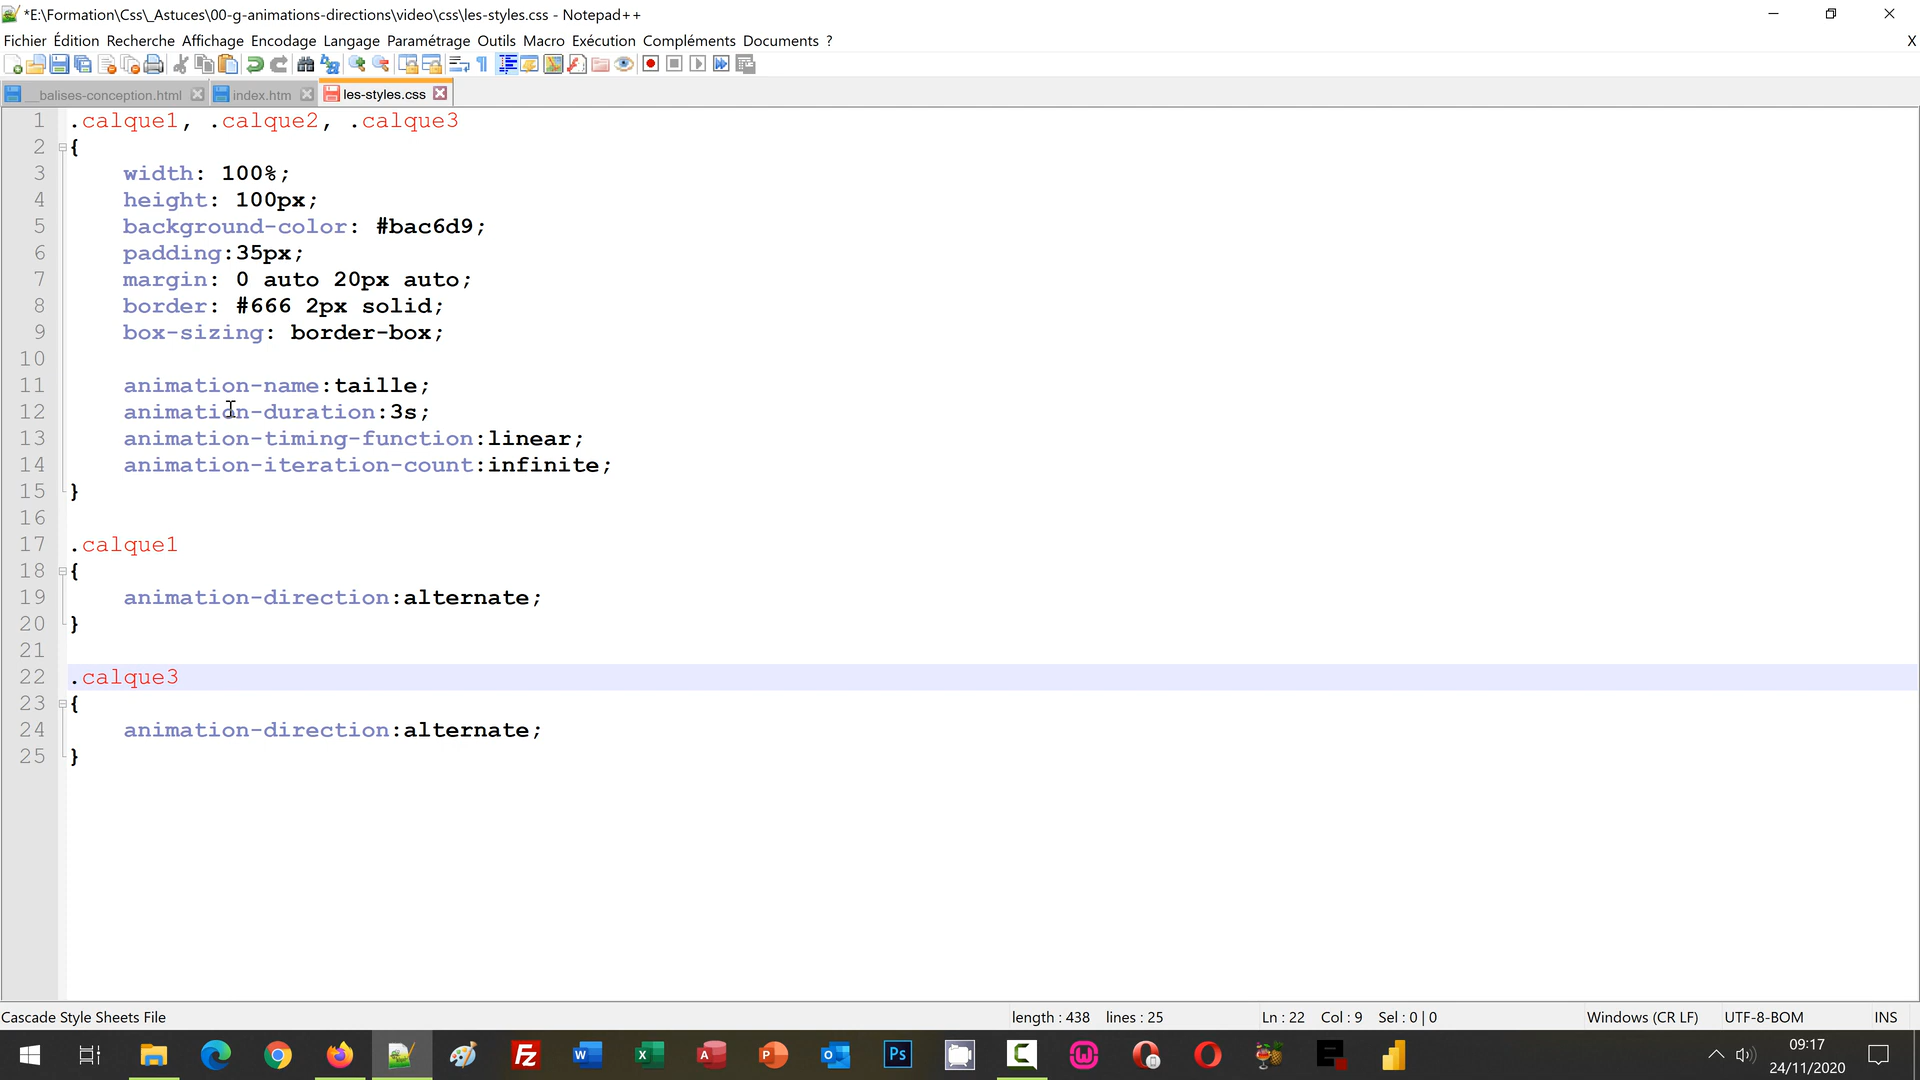 *E:\Formation\Css\_Astuces\00-g-animations-directions\video\css\les-styles.css - Notepad++
Fichier Édition Recherche Affichage Encodage Langage Paramétrage Outils Macro Exécution Compléments Documents ? X
__balises-conception.html index.htm les-styles.css
1 .calque1, .calque2, .calque3
2 {
3 width: 100%;
4 height: 100px;
5 background-color: #bac6d9;
6 padding:35px;
7 margin: 0 auto 20px auto;
8 border: #666 2px solid;
9 box-sizing: border-box;
10
11 animation-name:taille;
12 animation-duration:3s;
13 animation-timing-function:linear;
14 animation-iteration-count:infinite;
15 }
16
17 .calque1
18 {
19 animation-direction:alternate;
20 }
21
22 .calque3
23 {
24 animation-direction:alternate;
25 }
Cascade Style Sheets File length : 438 lines : 25 Ln : 22 Col : 9 Sel : 0 | 0 Windows (CR LF) UTF-8-BOM INS
09:17
24/11/2020